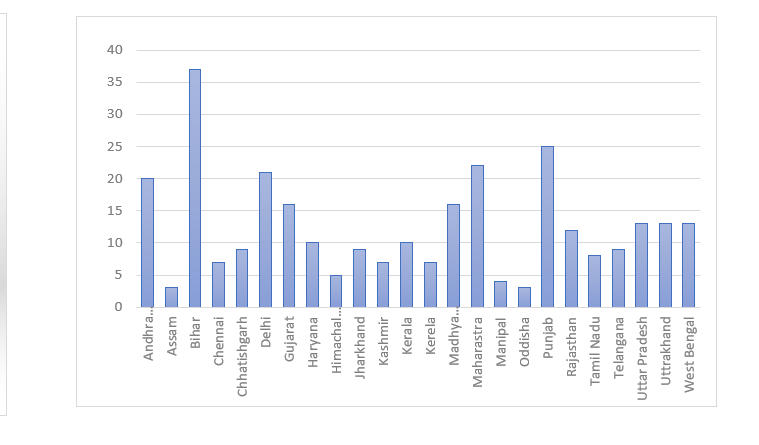 40
35
30
25
20
15
10
5
0
Andhra...
Assam
Bihar
Chennai
Chhatishgarh
Delhi
Gujarat
Haryana
Himachal...
Jharkhand
Kashmir
Kerala
Kerela
Madhya...
Maharastra
Manipal
Oddisha
Punjab
Rajasthan
Tamil Nadu
Telangana
Uttar Pradesh
Uttrakhand
West Bengal